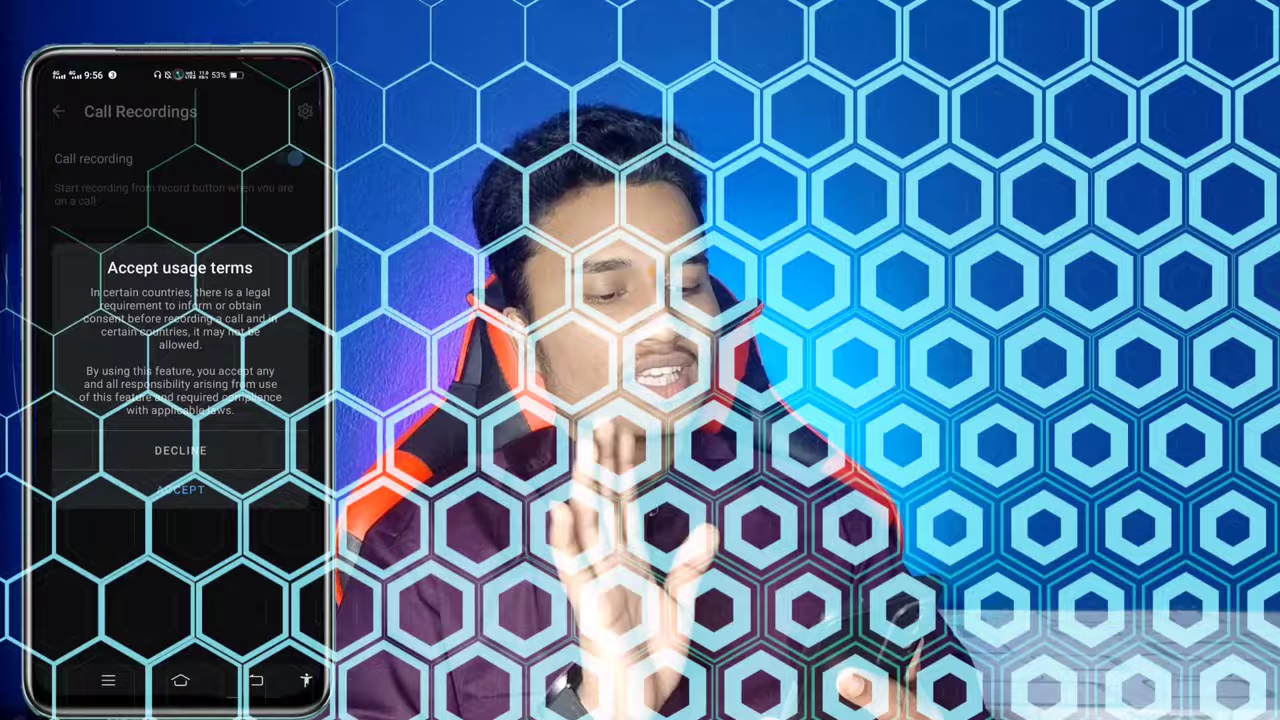 9:56
53%
Call Recordings
Call recording
Start recording from record button when you are
on a call
Accept usage terms
In certain countries, there is a legal
requirement to inform or obtain
consent before recording a call and in
certain countries, it may not be
allowed.
By using this feature, you accept any
and all responsibility arising from use
of this feature and required compliance
with applicable laws.
DECLINE
ACCEPT